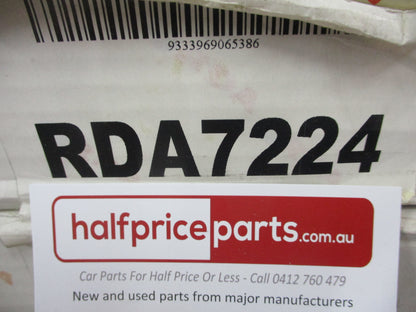 9333969065386
RDA7224
halfpriceparts.com.au
Car Parts For Half Price Or Less - Call 0412 760 479
New and used parts from major manufacturers